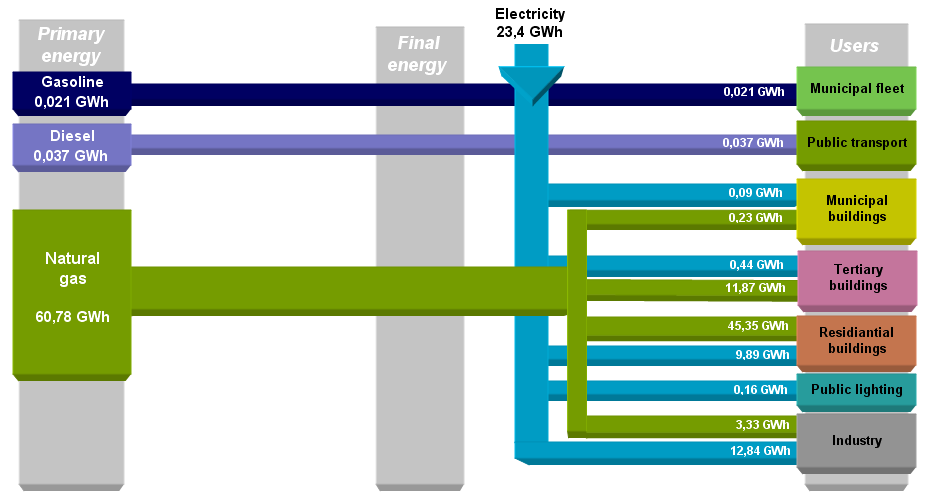 Electricity
23,4 GWh
Primary
energy
Final
energy
Users
Gasoline
0,021 GWh
0,021 GWh
Municipal fleet
Diesel
0,037 GWh
0,037 GWh
Public transport
0,09 GWh
0,23 GWh
Municipal
buildings
Natural
gas
60,78 GWh
0,44 GWh
11,87 GWh
Tertiary
buildings
45,35 GWh
9,89 GWh
Residiantial
buildings
0,16 GWh
Public lighting
3,33 GWh
12,84 GWh
Industry